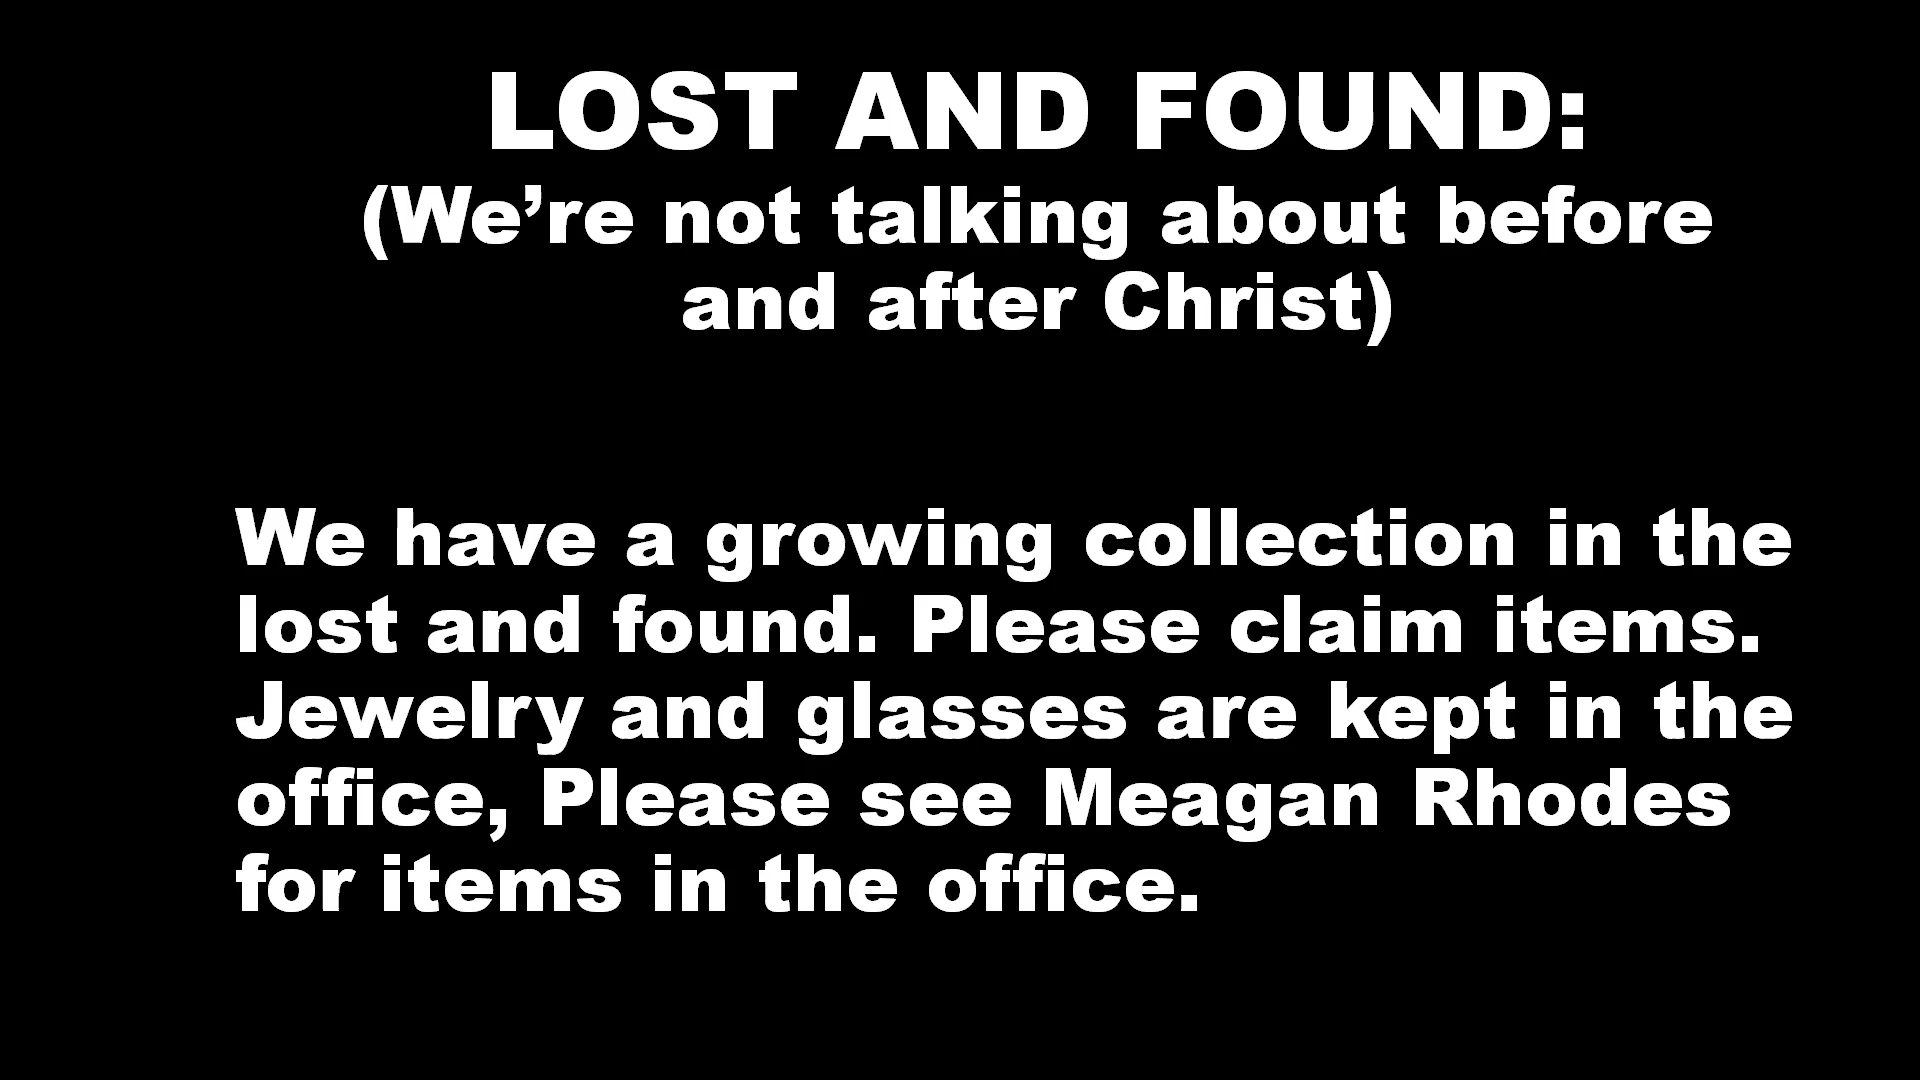 LOST AND FOUND:
(We’re not talking about before
and after Christ)
We have a growing collection in the
lost and found. Please claim items.
Jewelry and glasses are kept in the
office, Please see Meagan Rhodes
for items in the office.